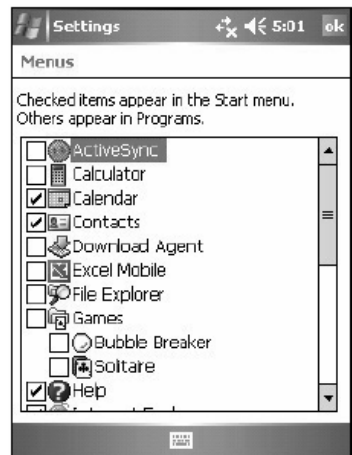 Settings 5:01 ok
Menus
Checked items appear in the Start menu.
Others appear in Programs.
ActiveSync
Calculator
Calendar
Contacts
Download Agent
Excel Mobile
File Explorer
Games
Bubble Breaker
Solitaire
Help